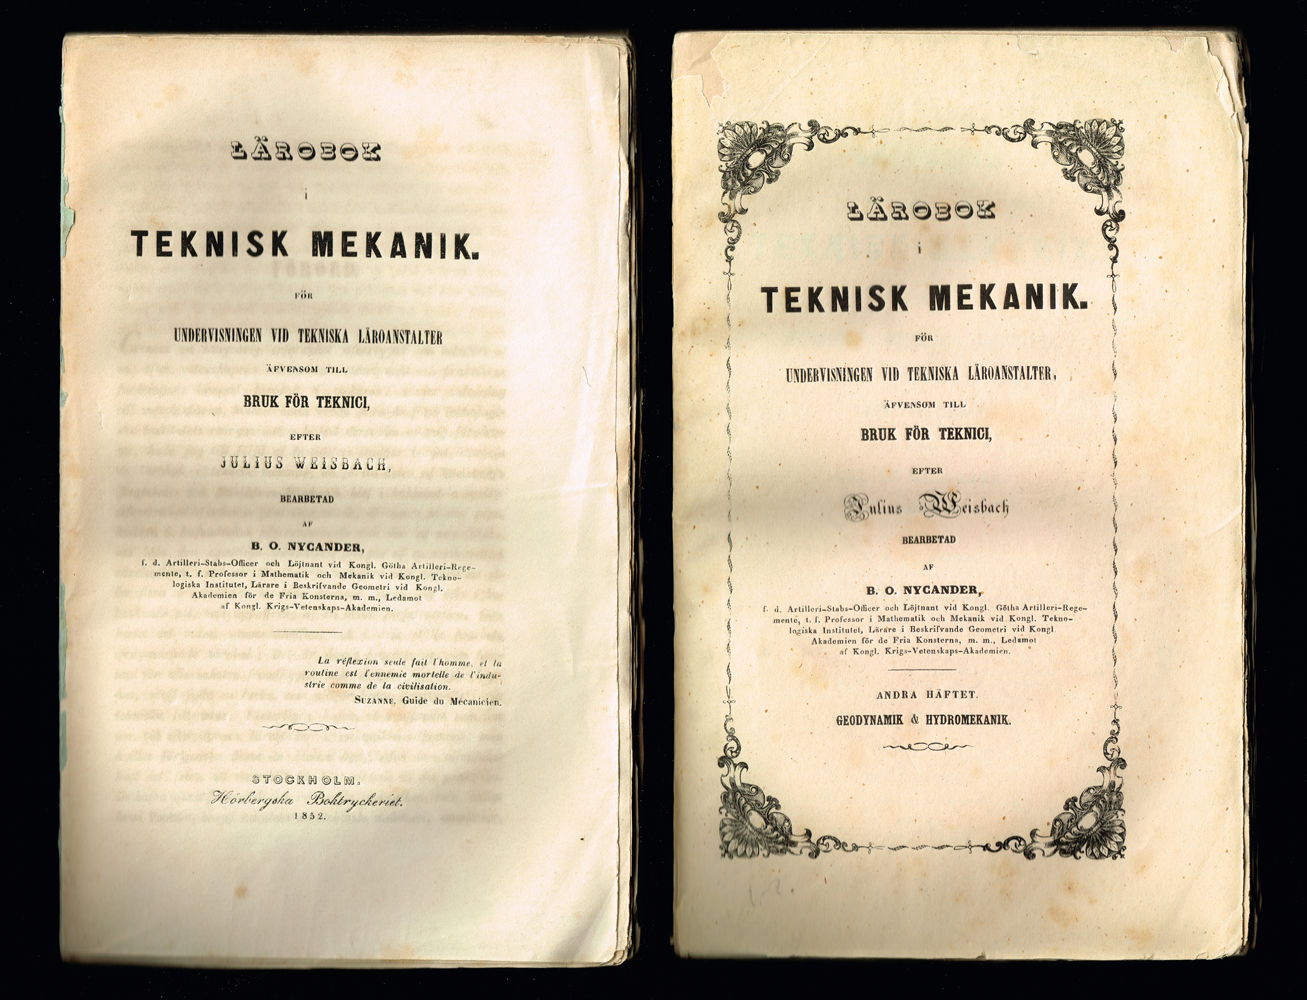 LÄROBOK
i
TEKNISK MEKANIK.
FÖR
UNDERVISNINGEN VID TEKNISKA LÄROANSTALTER
ÄFVENSOM TILL
BRUK FÖR TEKNICI,
EFTER
JULIUS WEISBACH,
BEARBETAD
AF
B. O. NYCANDER,
f. d. Artilleri-Stabs-Officer och Löjtnant vid Kongl. Götha Artilleri-Rege-
mente, t. f. Professor i Mathematik och Mekanik vid Kongl. Tekno-
logiska Institutet, Lärare i Beskrifvande Geometri vid Kongl.
Akademien för de Fria Konsterna, m. m., Ledamot
af Kongl. Krigs-Vetenskaps-Akademien.
La réflexion seule fait l'homme, et la
routine est l'ennemie mortelle de l'indu-
strie comme de la civilisation.
SUZANNE, Guide du Mécanicien.
STOCKHOLM.
Hörbergska Boktryckeriet.
1852.
LÄROBOK
i
TEKNISK MEKANIK.
FÖR
UNDERVISNINGEN VID TEKNISKA LÄROANSTALTER,
ÄFVENSOM TILL
BRUK FÖR TEKNICI,
EFTER
Julius Weisbach
BEARBETAD
AF
B. O. NYCANDER,
f. d. Artilleri-Stabs-Officer och Löjtnant vid Kongl. Götha Artilleri-Rege-
mente, t. f. Professor i Mathematik och Mekanik vid Kongl. Tekno-
logiska Institutet, Lärare i Beskrifvande Geometri vid Kongl.
Akademien för de Fria Konsterna, m. m., Ledamot
af Kongl. Krigs-Vetenskaps-Akademien.
ANDRA HÄFTET.
GEODYNAMIK & HYDROMEKANIK.